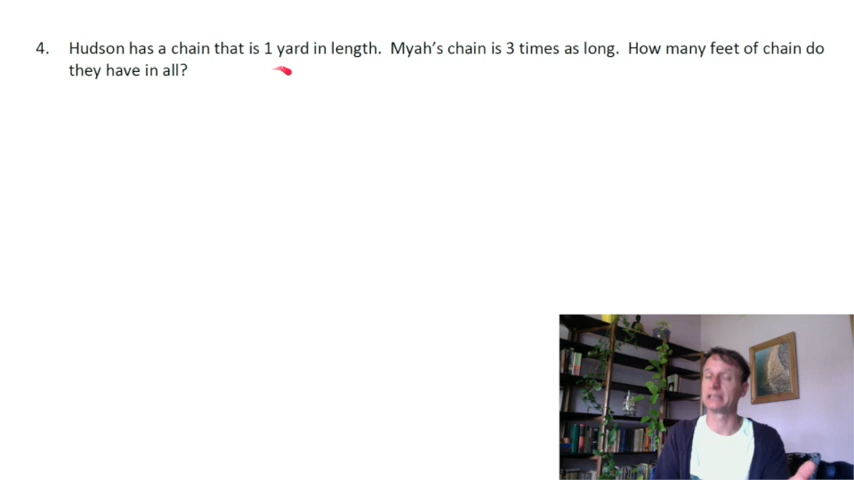 4. Hudson has a chain that is 1 yard in length. Myah’s chain is 3 times as long. How many feet of chain do
they have in all?